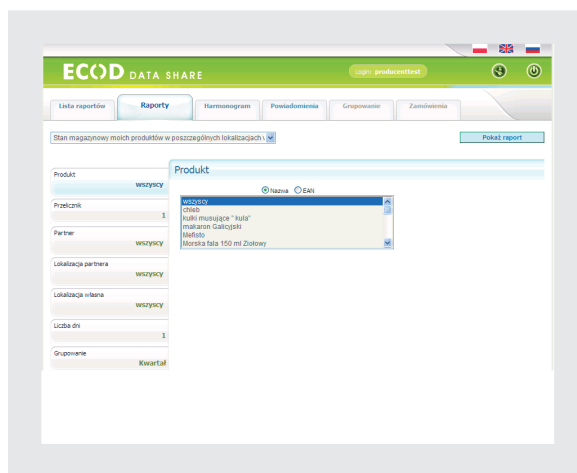 ECOD DATA SHARE
Login: producenttest
Lista raportów
Raporty
Harmonogram
Powiadomienia
Grupowanie
Zamówienia
Stan magazynowy moich produktów w poszczególnych lokalizacjach
Pokaż raport
Produkt
wszyscy
Przelicznik
1
Partner
wszyscy
Lokalizacja partnera
wszyscy
Lokalizacja własna
wszyscy
Liczba dni
1
Grupowanie
Kwartał
Produkt
Nazwa EAN
wszyscy
chleb
kulki musujące " kula"
makaron Galicyjski
Mefisto
Morska fala 150 ml Ziołowy